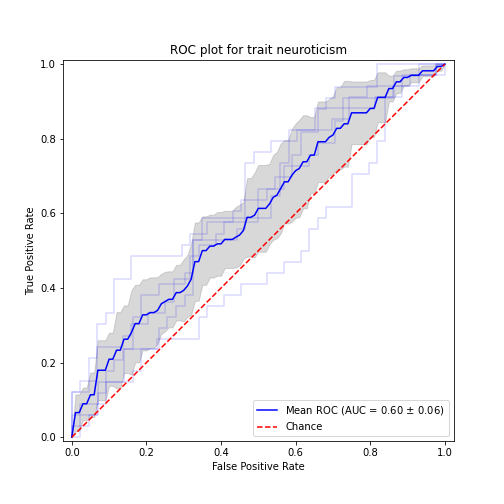 ROC plot for trait neuroticism
True Positive Rate
1.0
0.8
0.6
0.4
0.2
0.0
Mean ROC (AUC = 0.60 ± 0.06)
Chance
0.0 0.2 0.4 0.6 0.8 1.0
False Positive Rate